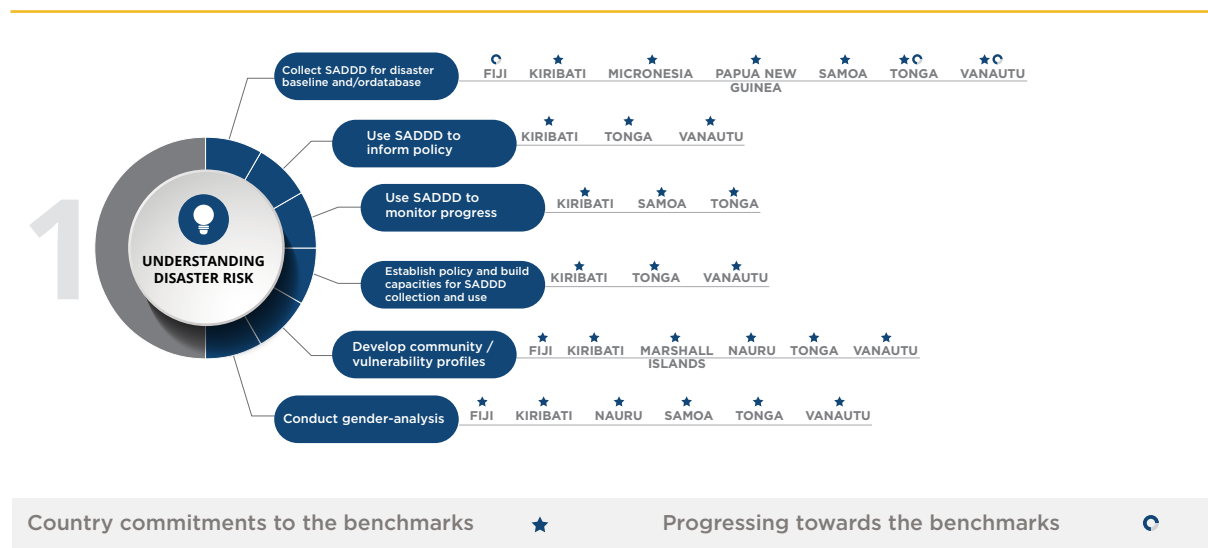 1
UNDERSTANDING
DISASTER RISK
Collect SADDD for disaster
baseline and/ordatabase
FIJI KIRIBATI MICRONESIA PAPUA NEW SAMOA TONGA VANAUTU
GUINEA
Use SADDD to
inform policy
KIRIBATI TONGA VANAUTU
Use SADDD to
monitor progress
KIRIBATI SAMOA TONGA
Establish policy and build
capacities for SADDD
collection and use
KIRIBATI TONGA VANAUTU
Develop community /
vulnerability profiles
FIJI KIRIBATI MARSHALL NAURU TONGA VANAUTU
ISLANDS
Conduct gender-analysis
FIJI KIRIBATI NAURU SAMOA TONGA VANAUTU
Country commitments to the benchmarks
Progressing towards the benchmarks